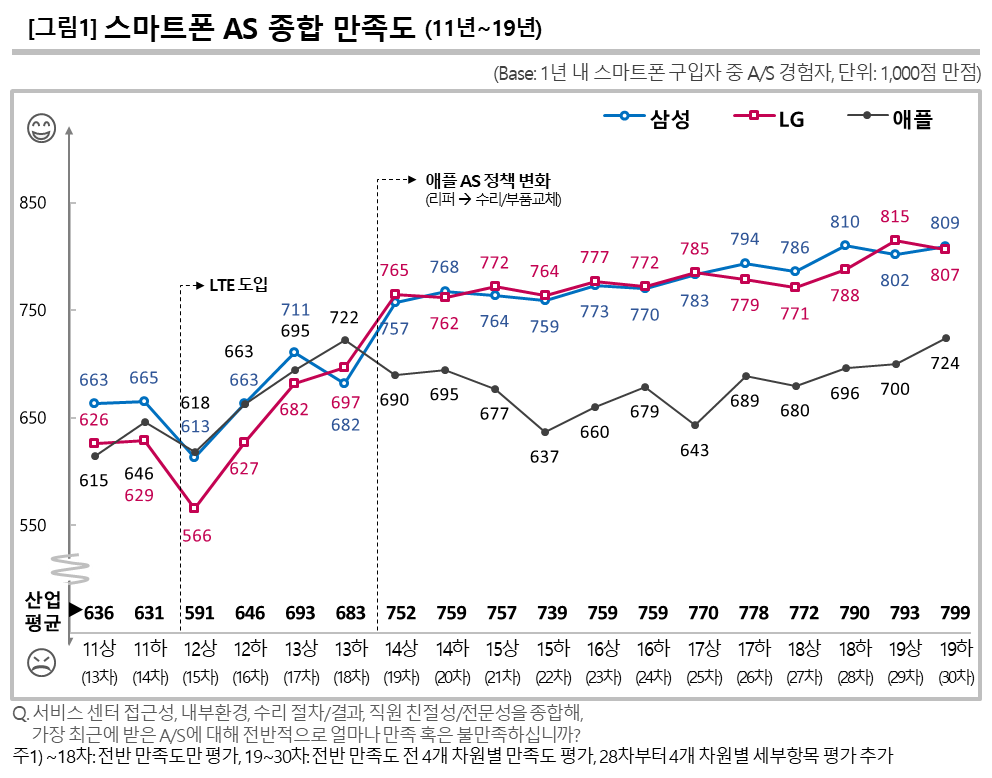 [그림1] 스마트폰 AS 종합 만족도 (11년~19년)
(Base: 1년 내 스마트폰 구입자 중 A/S 경험자, 단위: 1,000점 만점)
삼성 LG 애플
애플 AS 정책 변화
(리퍼 → 수리/부품교체)
LTE 도입
850
750
650
550
663 665 613 663 711 682 757 768 764 759 773 770 783 794 786 810 802 809
626 629 566 627 682 697 765 762 772 764 777 772 785 779 771 788 815 807
615 646 618 663 695 722 690 695 677 637 660 679 643 689 680 696 700 724
산업
평균
636 631 591 646 693 683 752 759 757 739 759 759 770 778 772 790 793 799
11상 11하 12상 12하 13상 13하 14상 14하 15상 15하 16상 16하 17상 17하 18상 18하 19상 19하
(13차) (14차) (15차) (16차) (17차) (18차) (19차) (20차) (21차) (22차) (23차) (24차) (25차) (26차) (27차) (28차) (29차) (30차)
Q. 서비스 센터 접근성, 내부환경, 수리 절차/결과, 직원 친절성/전문성을 종합해,
가장 최근에 받은 A/S에 대해 전반적으로 얼마나 만족 혹은 불만족하십니까?
주1) ~18차: 전반 만족도만 평가, 19~30차: 전반 만족도 전 4개 차원별 만족도 평가, 28차부터 4개 차원별 세부항목 평가 추가